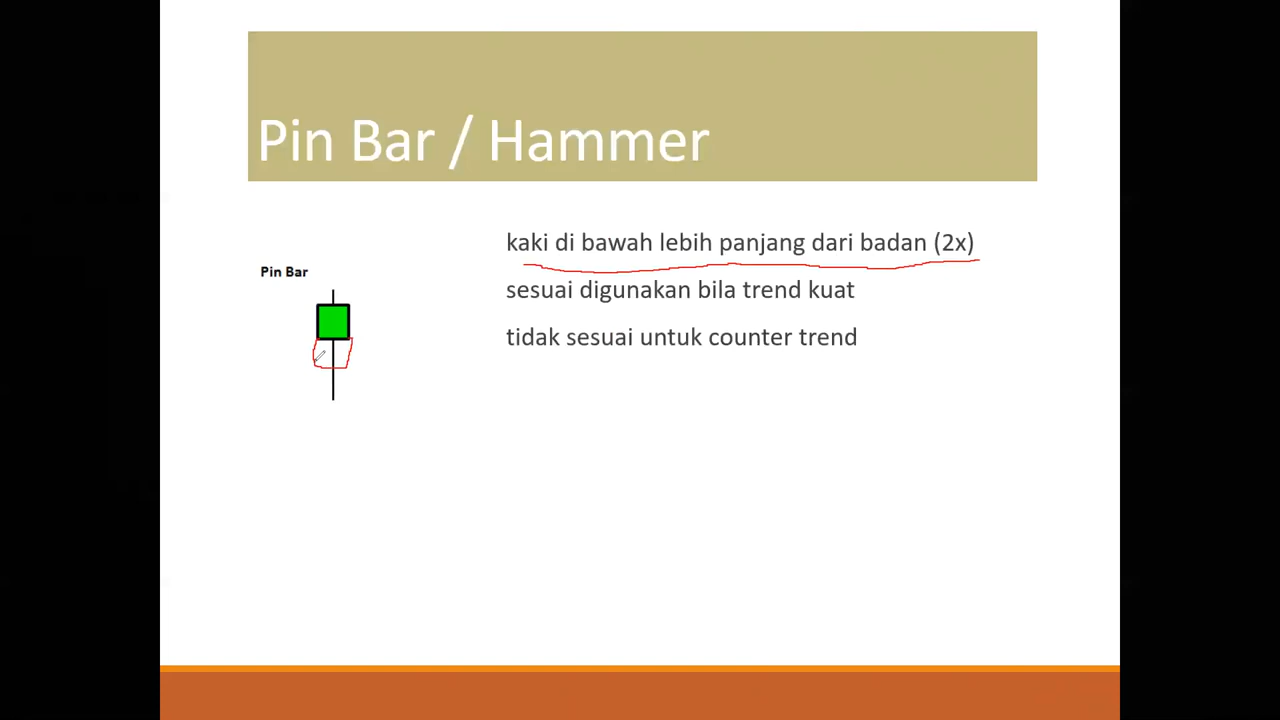 Pin Bar / Hammer
kaki di bawah lebih panjang dari badan (2x)
Pin Bar
sesuai digunakan bila trend kuat
tidak sesuai untuk counter trend